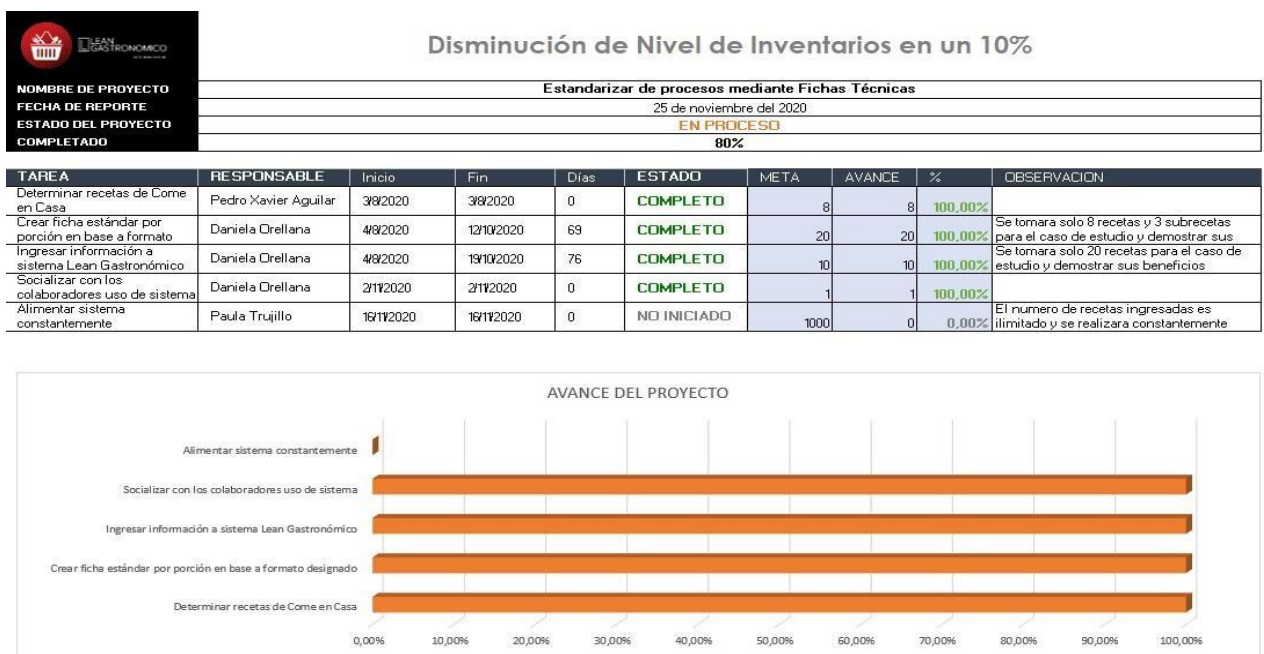 LEAN
GASTRONOMICO
Disminución de Nivel de Inventarios en un 10%
NOMBRE DE PROYECTO Estandarizar de procesos mediante Fichas Técnicas
FECHA DE REPORTE 25 de noviembre del 2020
ESTADO DEL PROYECTO EN PROCESO
COMPLETADO 80%
TAREA RESPONSABLE Inicio Fin Días ESTADO META AVANCE % OBSERVACION
Determinar recetas de Come
en Casa Pedro Xavier Aguilar 3/8/2020 3/8/2020 0 COMPLETO 8 8 100,00%
Crear ficha estándar por Se tomara solo 8 recetas y 3 subrecetas
porción en base a formato Daniela Orellana 4/8/2020 12/10/2020 69 COMPLETO 20 20 100,00% para el caso de estudio y demostrar sus
Ingresar información a Se tomara solo 20 recetas para el caso de
sistema Lean Gastronómico Daniela Orellana 4/8/2020 19/10/2020 76 COMPLETO 10 10 100,00% estudio y demostrar sus beneficios
Socializar con los
colaboradores uso de sistema Daniela Orellana 2/11/2020 2/11/2020 0 COMPLETO 1 1 100,00%
Alimentar sistema El numero de recetas ingresadas es
constantemente Paula Trujillo 16/11/2020 16/11/2020 0 NO INICIADO 1000 0 0,00% ilimitado y se realizara constantemente
AVANCE DEL PROYECTO
Alimentar sistema constantemente
Socializar con los colaboradores uso de sistema
Ingresar información a sistema Lean Gastronómico
Crear ficha estándar por porción en base a formato designado
Determinar recetas de Come en Casa
0,00% 10,00% 20,00% 30,00% 40,00% 50,00% 60,00% 70,00% 80,00% 90,00% 100,00%